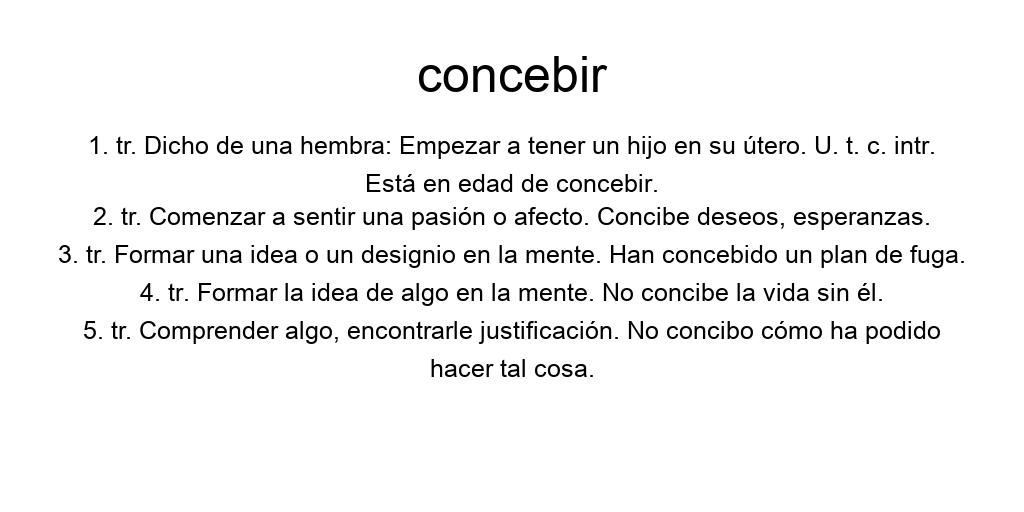 concebir
1. tr. Dicho de una hembra: Empezar a tener un hijo en su útero. U. t. c. intr.
Está en edad de concebir.
2. tr. Comenzar a sentir una pasión o afecto. Concibe deseos, esperanzas.
3. tr. Formar una idea o un designio en la mente. Han concebido un plan de fuga.
4. tr. Formar la idea de algo en la mente. No concibe la vida sin él.
5. tr. Comprender algo, encontrarle justificación. No concibo cómo ha podido
hacer tal cosa.